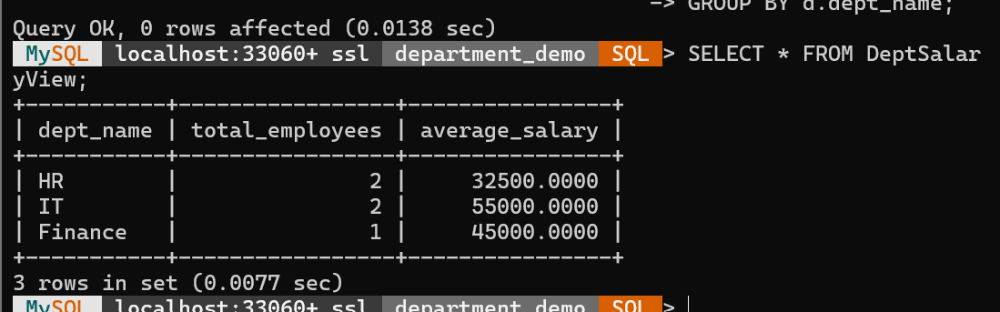 -> GROUP BY d.dept_name;
Query OK, 0 rows affected (0.0138 sec)
MySQL localhost:33060+ ssl department_demo SQL > SELECT * FROM DeptSalar
yView;
+-----------+-----------------+----------------+
| dept_name | total_employees | average_salary |
+-----------+-----------------+----------------+
| HR        |               2 |     32500.0000 |
| IT        |               2 |     55000.0000 |
| Finance   |               1 |     45000.0000 |
+-----------+-----------------+----------------+
3 rows in set (0.0077 sec)
MySQL localhost:33060+ ssl department_demo SQL >